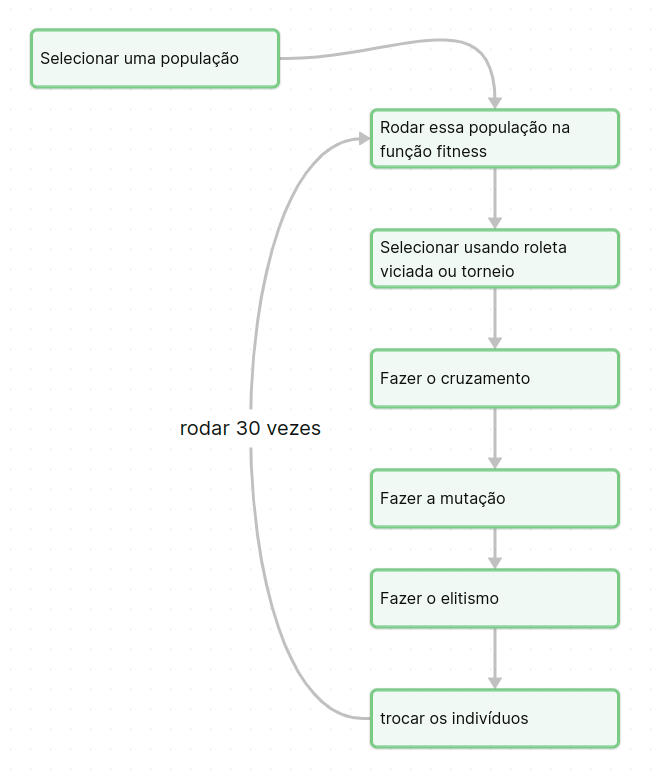 Selecionar uma população
Rodar essa população na
função fitness
Selecionar usando roleta
viciada ou torneio
Fazer o cruzamento
rodar 30 vezes
Fazer a mutação
Fazer o elitismo
trocar os indivíduos